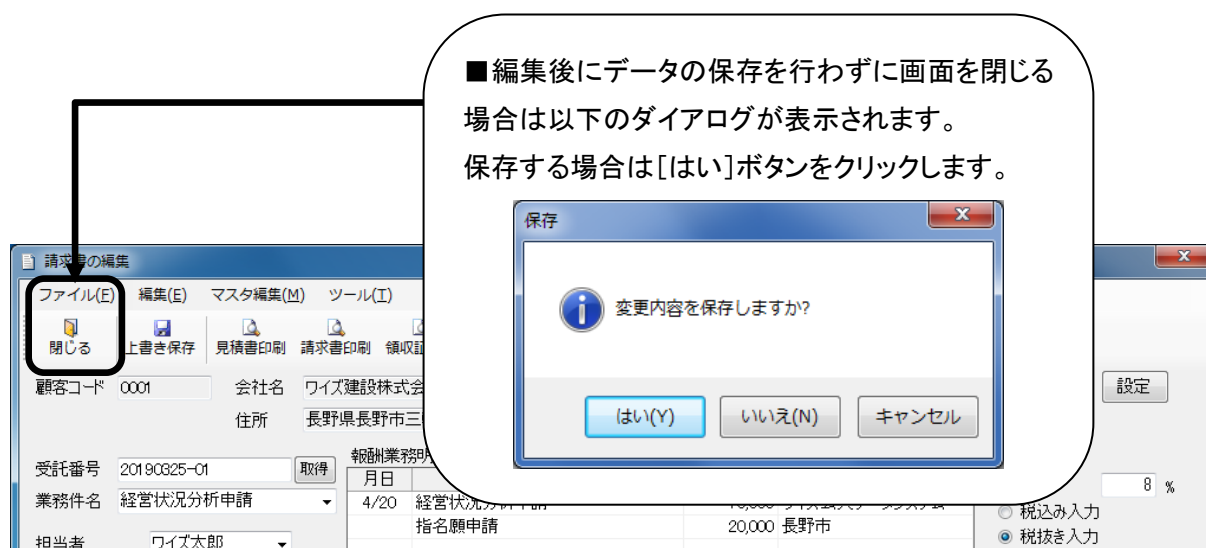 ■編集後にデータの保存を行わずに画面を閉じる
場合は以下のダイアログが表示されます。
保存する場合は[はい]ボタンをクリックします。
保存
変更内容を保存しますか?
はい(Y) いいえ(N) キャンセル
請求書の編集
ファイル(F) 編集(E) マスタ編集(M) ツール(T)
閉じる 上書き保存 見積書印刷 請求書印刷 領収証
顧客コード 0001 会社名 ワイズ建設株式会 設定
住所 長野県長野市三
報酬業務明
受託番号 20190325-01 取得 月日 8 %
業務件名 経営状況分析申請 4/20 経営状況分析申請 税込み入力
指名願申請 20,000 長野市 税抜き入力
担当者 ワイズ太郎